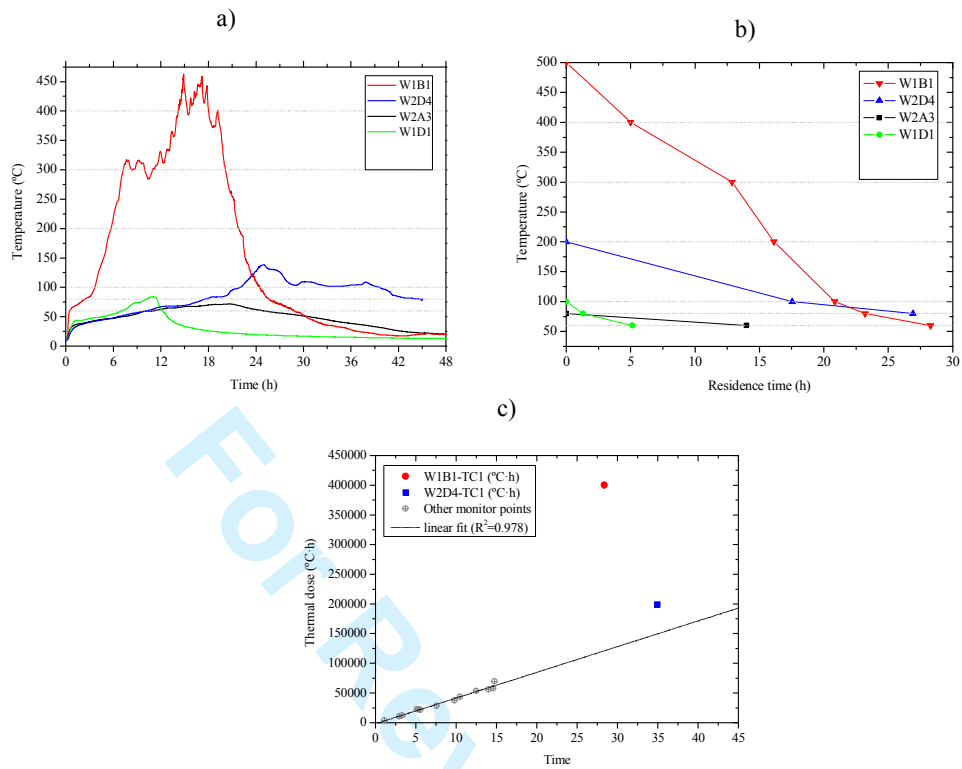 a)
b)
450
400
350
300
250
200
150
100
50
0
0 6 12 18 24 30 36 42 48
Temperature (ºC)
Time (h)
W1B1
W2D4
W2A3
W1D1
500
450
400
350
300
250
200
150
100
50
0 5 10 15 20 25 30
Temperature (ºC)
Residence time (h)
W1B1
W2D4
W2A3
W1D1
c)
450000
400000
350000
300000
250000
200000
150000
100000
50000
0
0 5 10 15 20 25 30 35 40 45
Thermal dose (ºC·h)
Time
W1B1-TC1 (ºC·h)
W2D4-TC1 (ºC·h)
Other monitor points
linear fit (R²=0.978)
For Rev